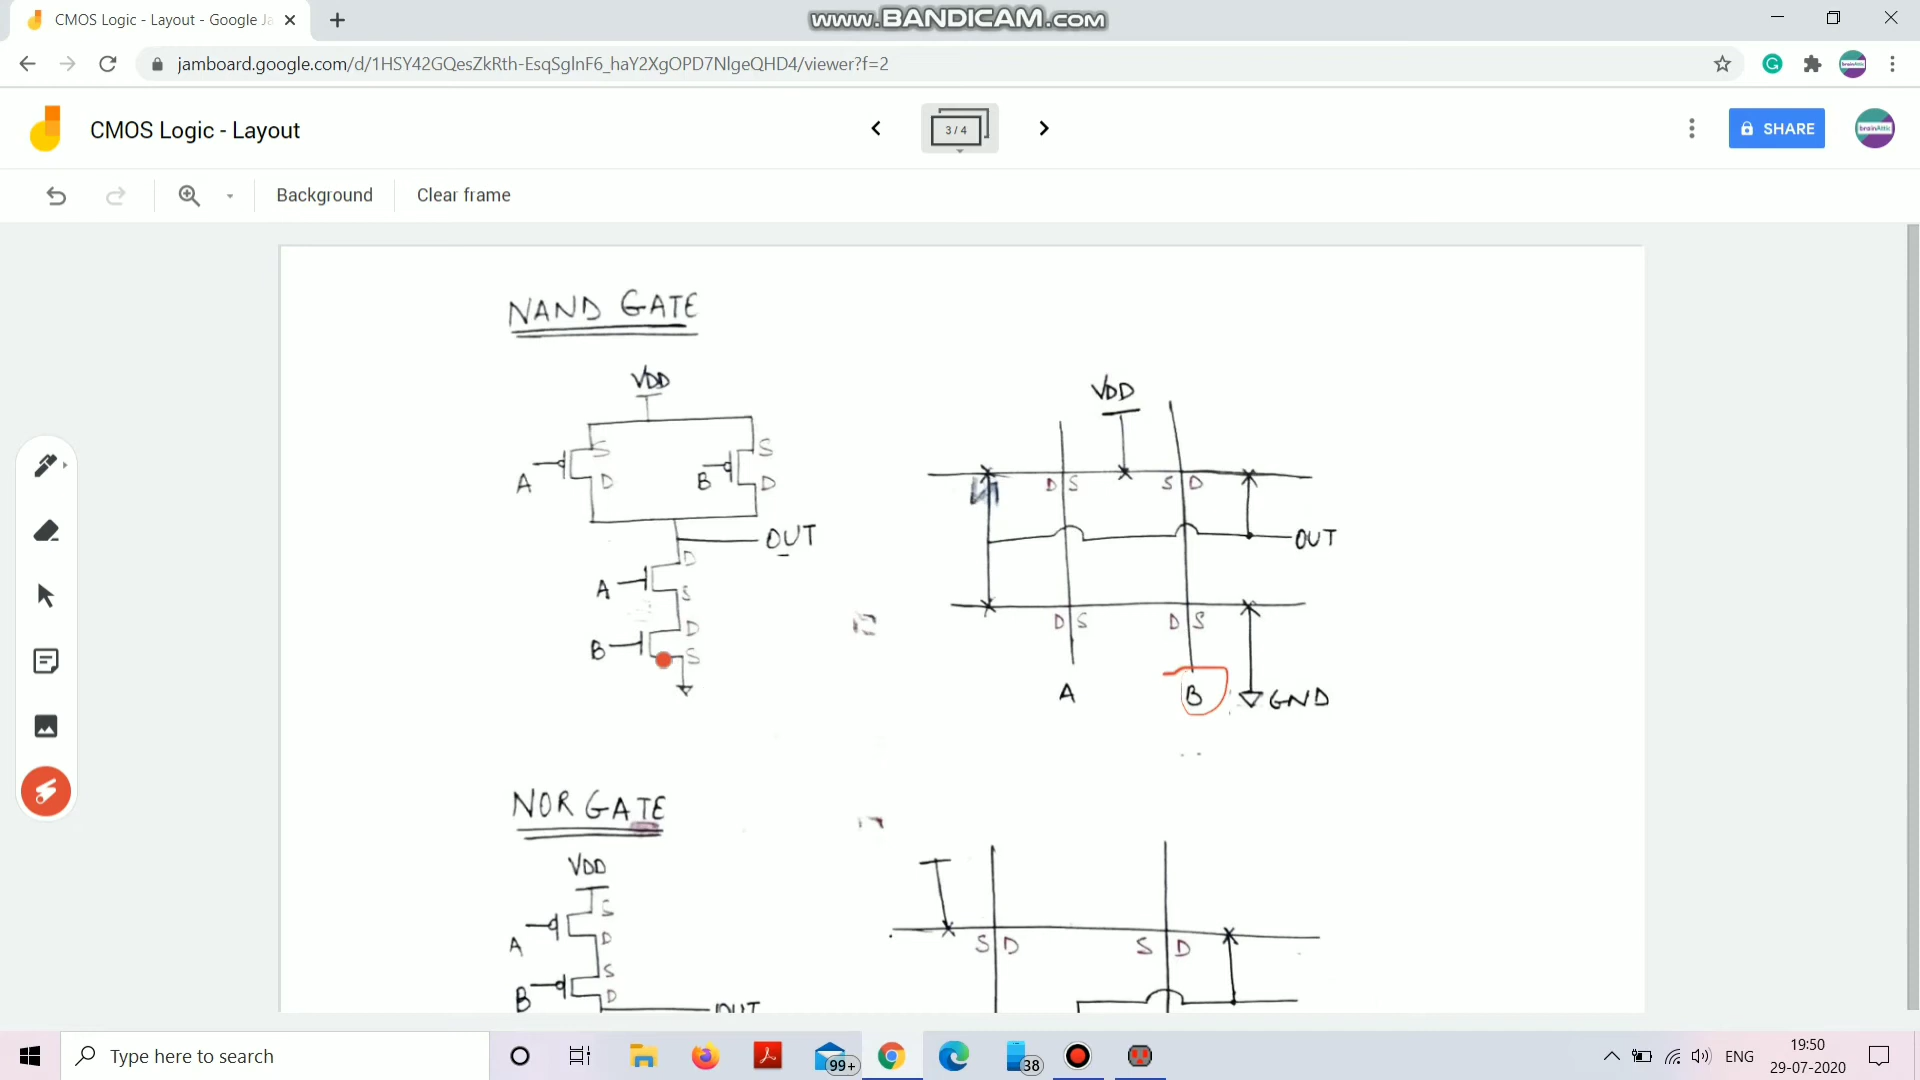 CMOS Logic - Layout - Google Ja
www.BANDICAM.com
jamboard.google.com/d/1HSY42GQesZkRth-EsqSglnF6_haY2XgOPD7NlgeQHD4/viewer?f=2
CMOS Logic - Layout
3 / 4
SHARE
brainAttic
Background
Clear frame
NAND GATE
VDD
S
S
A
D
B
D
OUT
D
A
S
D
B
S
VDD
D S
S D
OUT
D S
D S
A
B
GND
NOR GATE
VDD
S
A
D
S
B
D
OUT
S D
S D
Type here to search
99+
38
ENG
19:50
29-07-2020